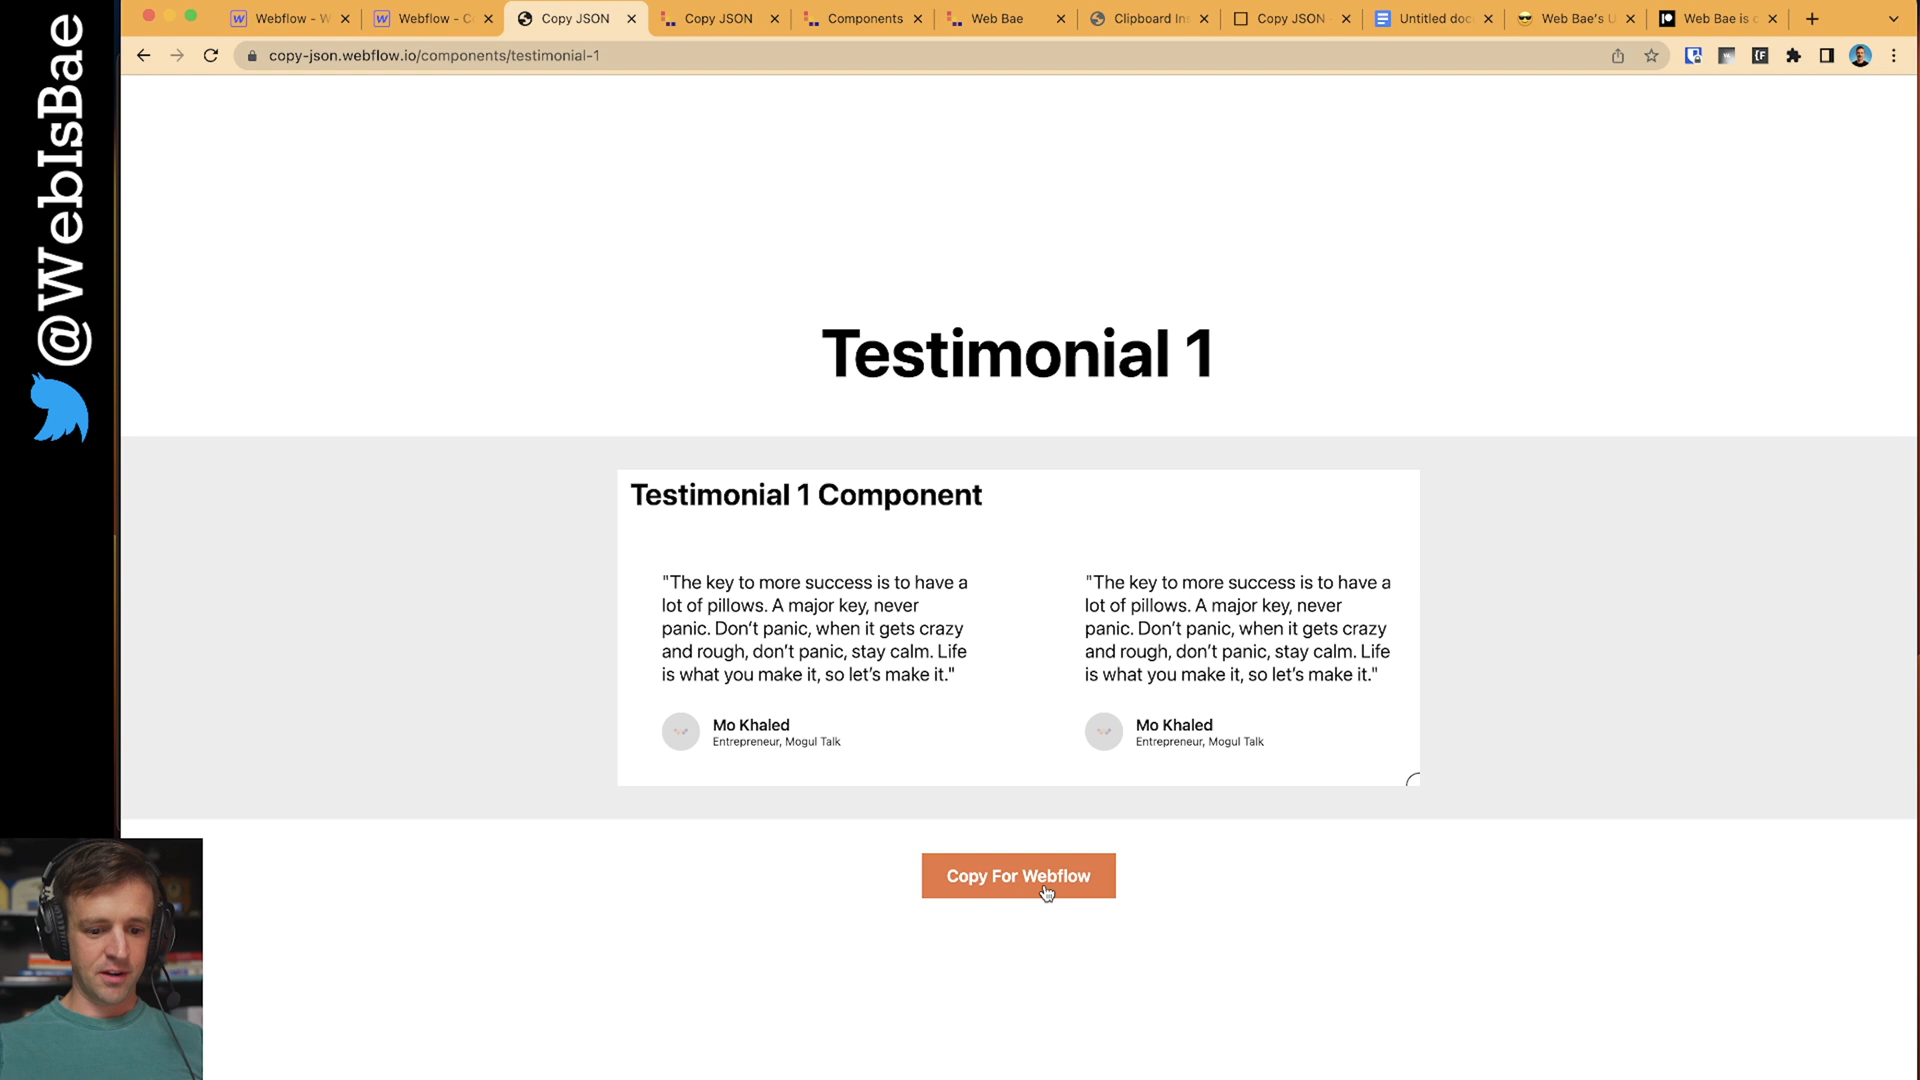 @WebIsBae
Webflow - W
Webflow - C
Copy JSON
Copy JSON
Components
Web Bae
Clipboard In
Copy JSON
Untitled doc
Web Bae's U
Web Bae is c
copy-json.webflow.io/components/testimonial-1
Testimonial 1
Testimonial 1 Component
"The key to more success is to have a
lot of pillows. A major key, never
panic. Don't panic, when it gets crazy
and rough, don't panic, stay calm. Life
is what you make it, so let's make it."
Mo Khaled
Entrepreneur, Mogul Talk
"The key to more success is to have a
lot of pillows. A major key, never
panic. Don't panic, when it gets crazy
and rough, don't panic, stay calm. Life
is what you make it, so let's make it."
Mo Khaled
Entrepreneur, Mogul Talk
Copy For Webflow